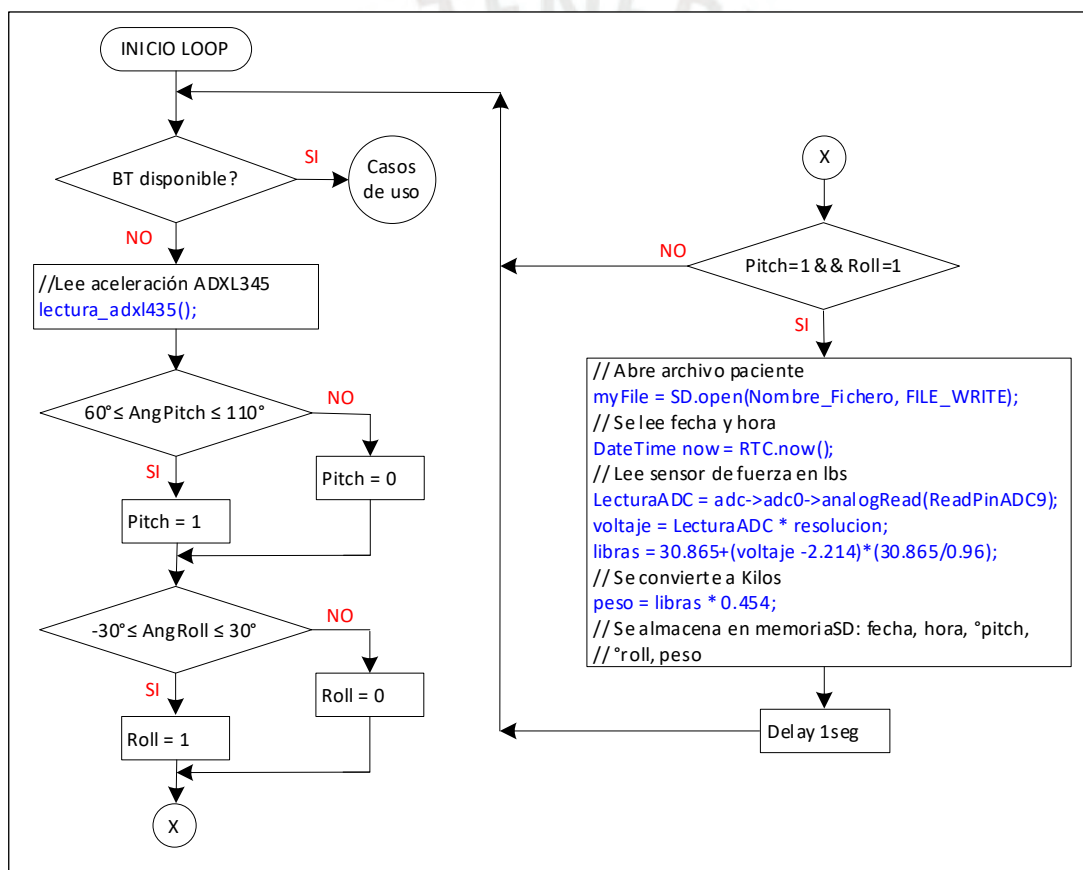 INICIO LOOP
BT disponible?
SI
Casos
de uso
NO
//Lee aceleración ADXL345
lectura_adxl435();
60°≤ AngPitch ≤ 110°
NO
Pitch = 0
SI
Pitch = 1
-30°≤ AngRoll ≤ 30°
NO
Roll = 0
SI
Roll = 1
X
X
Pitch=1 && Roll=1
NO
SI
// Abre archivo paciente
myFile = SD.open(Nombre_Fichero, FILE_WRITE);
// Se lee fecha y hora
DateTime now = RTC.now();
// Lee sensor de fuerza en lbs
LecturaADC = adc->adc0->analogRead(ReadPinADC9);
voltaje = LecturaADC * resolucion;
libras = 30.865+(voltaje -2.214)*(30.865/0.96);
// Se convierte a Kilos
peso = libras * 0.454;
// Se almacena en memoriaSD: fecha, hora, °pitch,
// °roll, peso
Delay 1seg